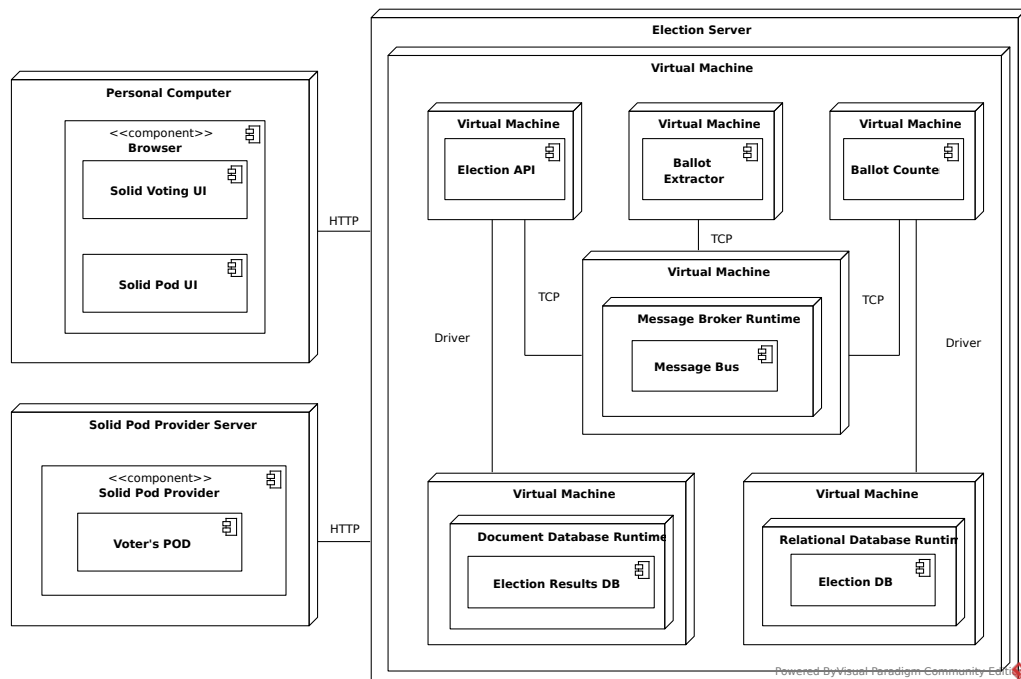 Election Server
Virtual Machine
Personal Computer
<<component>>
Browser
Solid Voting UI
Solid Pod UI
HTTP
Virtual Machine
Election API
Virtual Machine
Ballot
Extractor
Virtual Machine
Ballot Counte
TCP
Virtual Machine
Message Broker Runtime
Message Bus
TCP
TCP
Driver
Driver
Solid Pod Provider Server
<<component>>
Solid Pod Provider
Voter's POD
HTTP
Virtual Machine
Document Database Runtime
Election Results DB
Virtual Machine
Relational Database Runtin
Election DB
Powered ByVisual Paradigm Community Editi